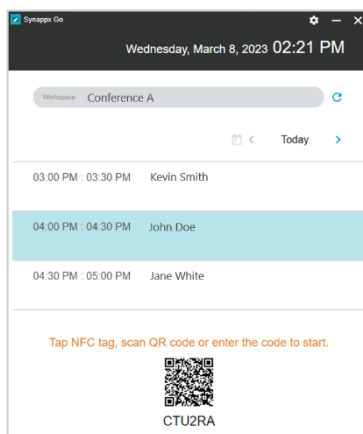 Synappx Go
Wednesday, March 8, 2023 02:21 PM
Workspace Conference A
Today
03:00 PM : 03:30 PM Kevin Smith
04:00 PM : 04:30 PM John Doe
04:30 PM : 05:00 PM Jane White
Tap NFC tag, scan QR code or enter the code to start.
CTU2RA